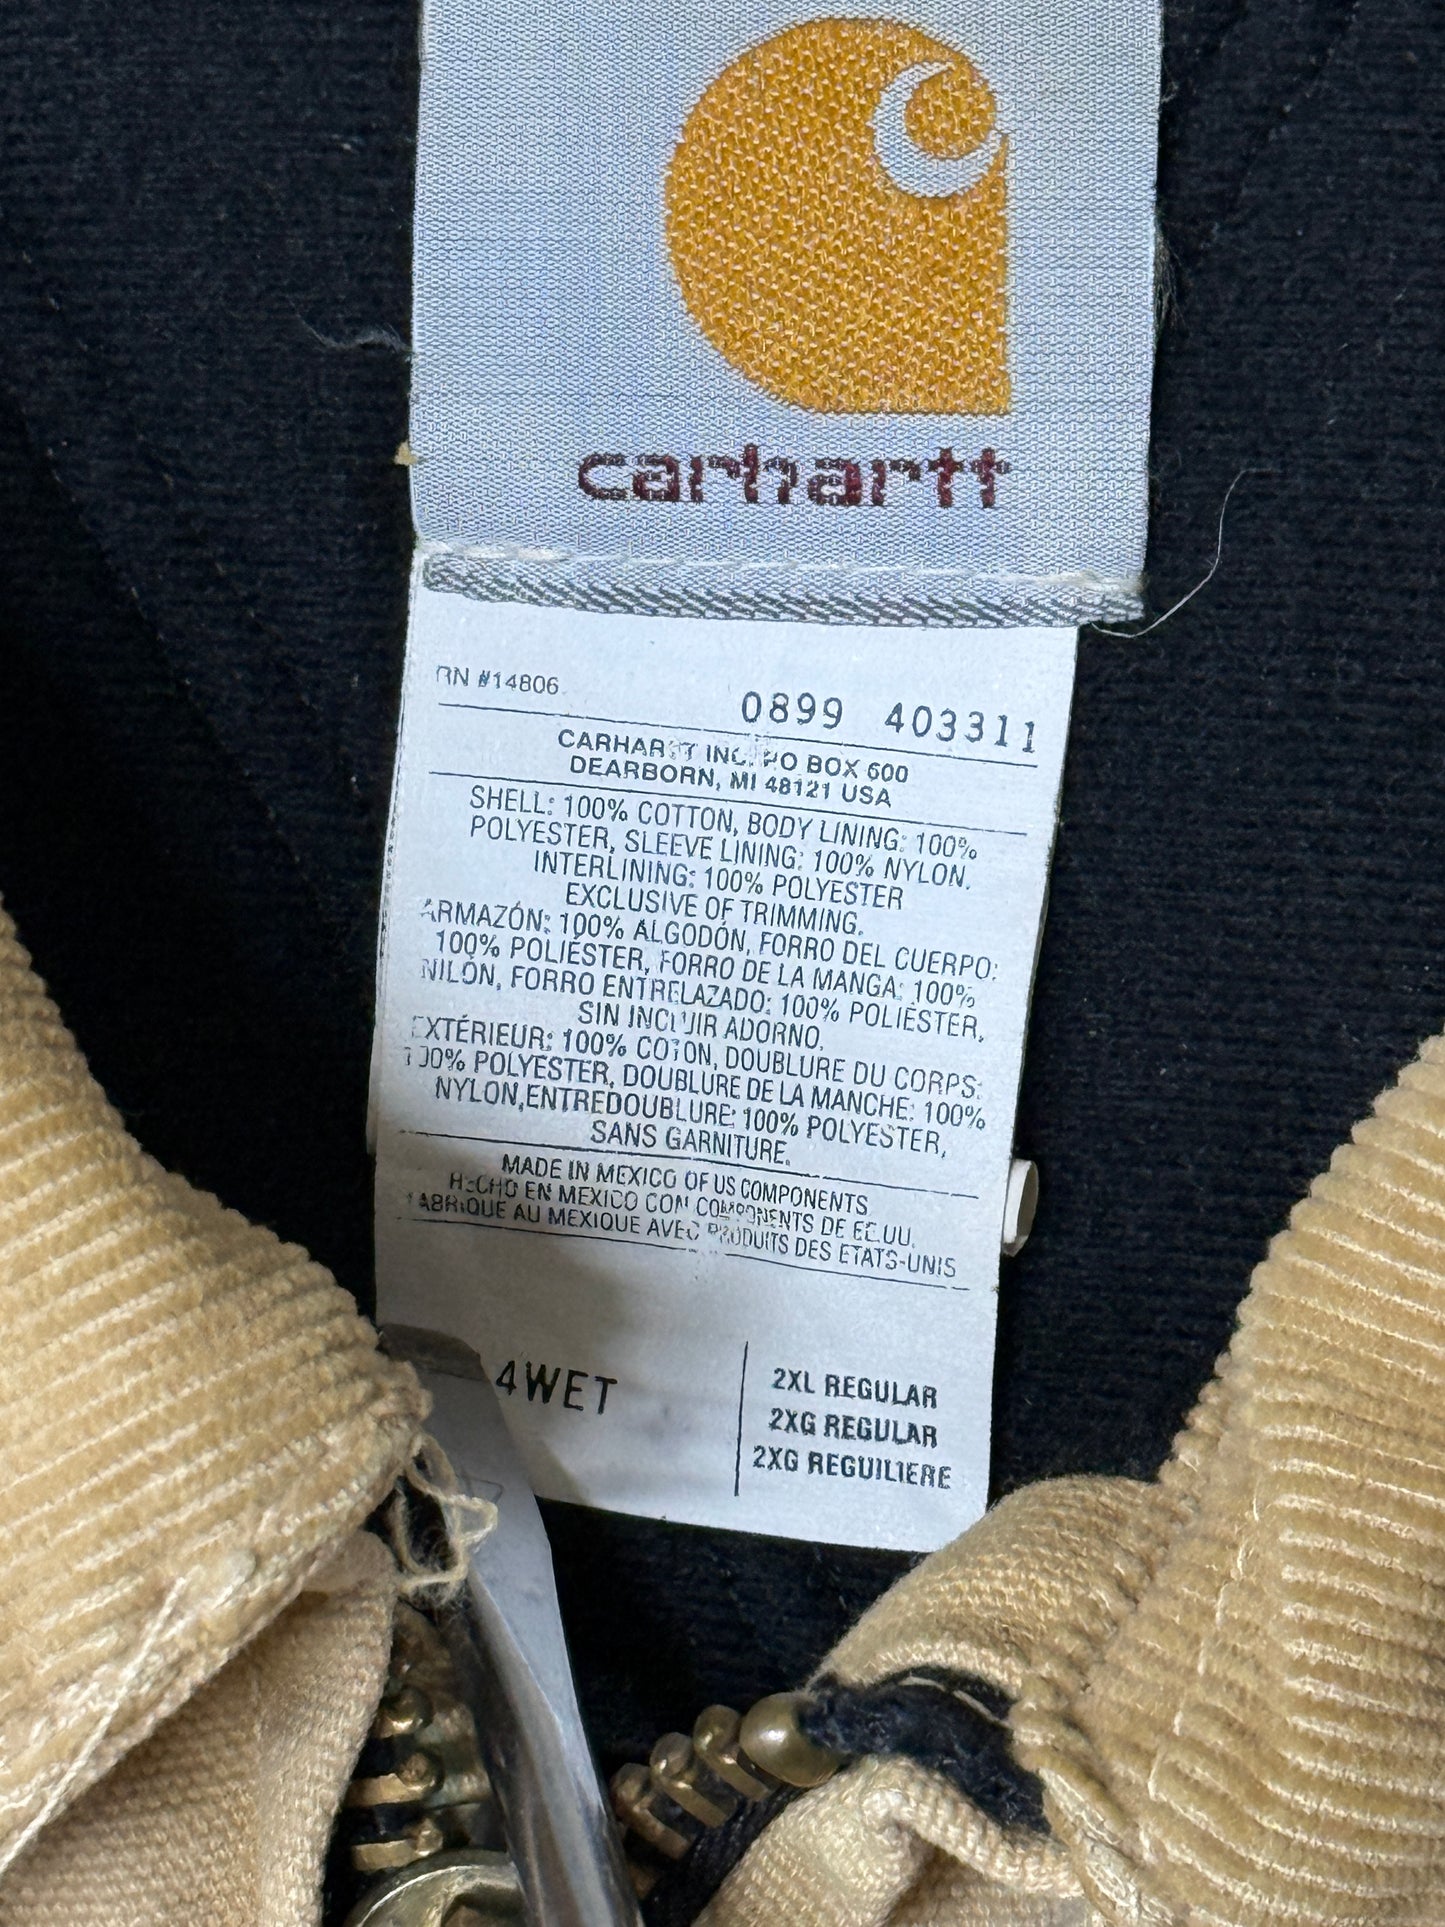 carhartt
RN #14806
0899 403311
CARHARTT INC. PO BOX 600
DEARBORN, MI 48121 USA
SHELL: 100% COTTON, BODY LINING: 100%
POLYESTER, SLEEVE LINING: 100% NYLON.
INTERLINING: 100% POLYESTER
EXCLUSIVE OF TRIMMING.
ARMAZÓN: 100% ALGODÓN, FORRO DEL CUERPO:
100% POLIÉSTER, FORRO DE LA MANGA: 100%
NILÓN, FORRO ENTRELAZADO: 100% POLIÉSTER,
SIN INCLUIR ADORNO.
EXTÉRIEUR: 100% COTON, DOUBLURE DU CORPS:
100% POLYESTER, DOUBLURE DE LA MANCHE: 100%
NYLON,ENTREDOUBLURE: 100% POLYESTER,
SANS GARNITURE.
MADE IN MEXICO OF US COMPONENTS
HECHO EN MEXICO CON COMPONENTS DE EE.UU.
FABRIQUE AU MEXIQUE AVEC PRODUITS DES ETATS-UNIS
4WET
2XL REGULAR
2XG REGULAR
2XG REGUILIERE